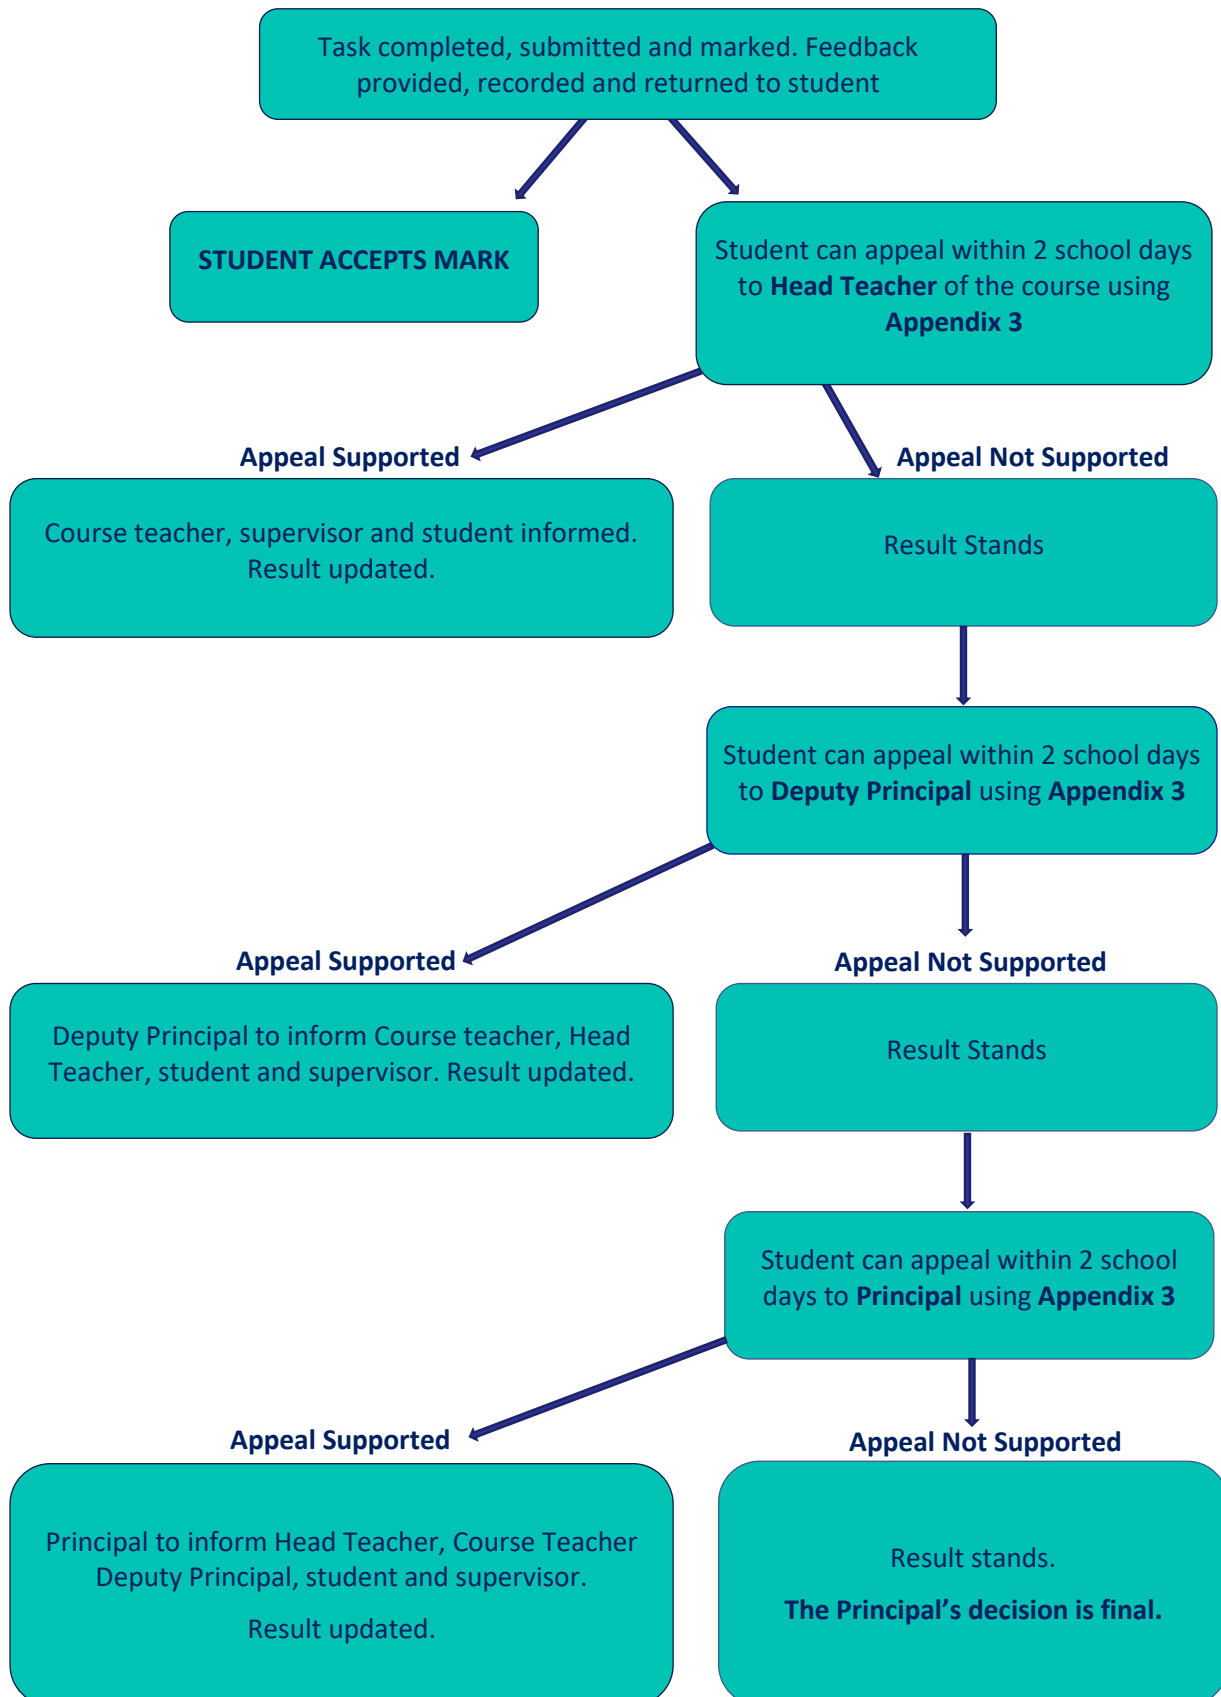 Task completed, submitted and marked. Feedback
provided, recorded and returned to student
STUDENT ACCEPTS MARK
Student can appeal within 2 school days
to Head Teacher of the course using
Appendix 3
Appeal Supported
Appeal Not Supported
Course teacher, supervisor and student informed.
Result updated.
Result Stands
Student can appeal within 2 school days
to Deputy Principal using Appendix 3
Appeal Supported
Appeal Not Supported
Deputy Principal to inform Course teacher, Head
Teacher, student and supervisor. Result updated.
Result Stands
Student can appeal within 2 school
days to Principal using Appendix 3
Appeal Supported
Appeal Not Supported
Principal to inform Head Teacher, Course Teacher
Deputy Principal, student and supervisor.
Result updated.
Result stands.
The Principal’s decision is final.